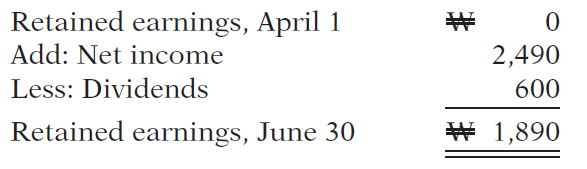 Retained earnings, April 1 ₩ 0
Add: Net income 2,490
Less: Dividends 600
Retained earnings, June 30 ₩ 1,890